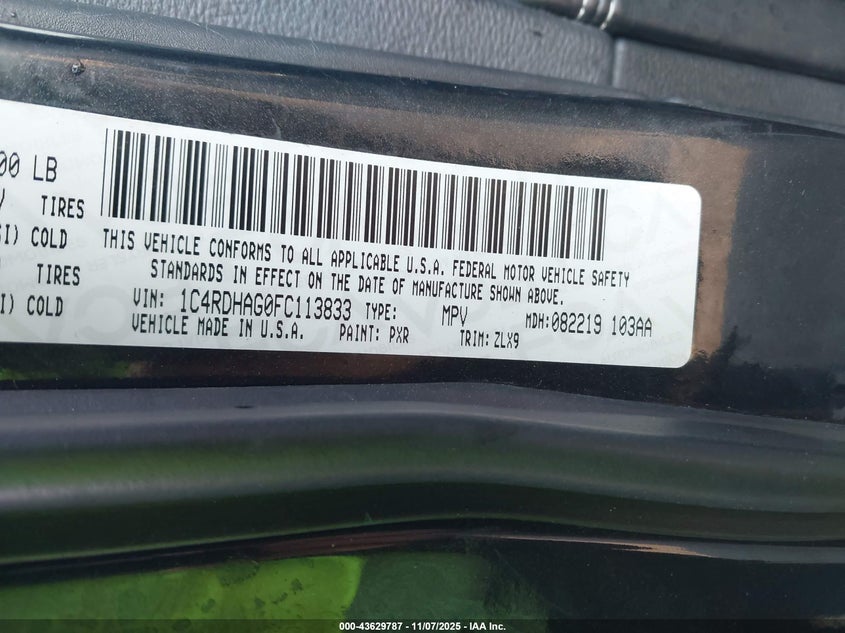 00 LB
TIRES
I) COLD
TIRES
I) COLD
THIS VEHICLE CONFORMS TO ALL APPLICABLE U.S.A. FEDERAL MOTOR VEHICLE SAFETY
STANDARDS IN EFFECT ON THE DATE OF MANUFACTURE SHOWN ABOVE.
VIN: 1C4RDHAG0FC113833 TYPE: MPV MDH:082219 103AA
VEHICLE MADE IN U.S.A. PAINT: PXR TRIM: ZLX9
000-43629787 - 11/07/2025 - IAA Inc.